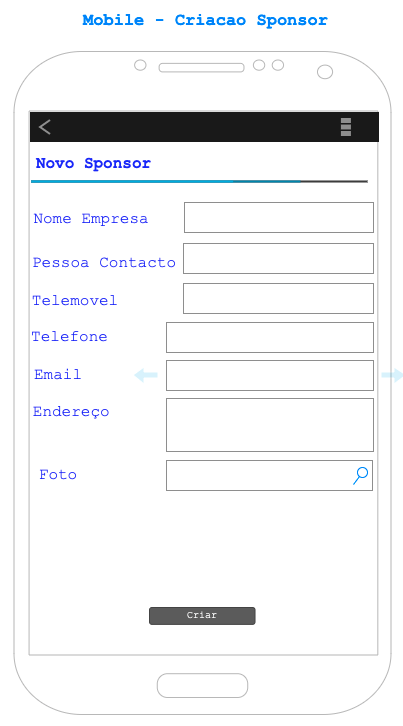 Mobile - Criacao Sponsor
Novo Sponsor
Nome Empresa
Pessoa Contacto
Telemovel
Telefone
Email
Endereço
Foto
Criar